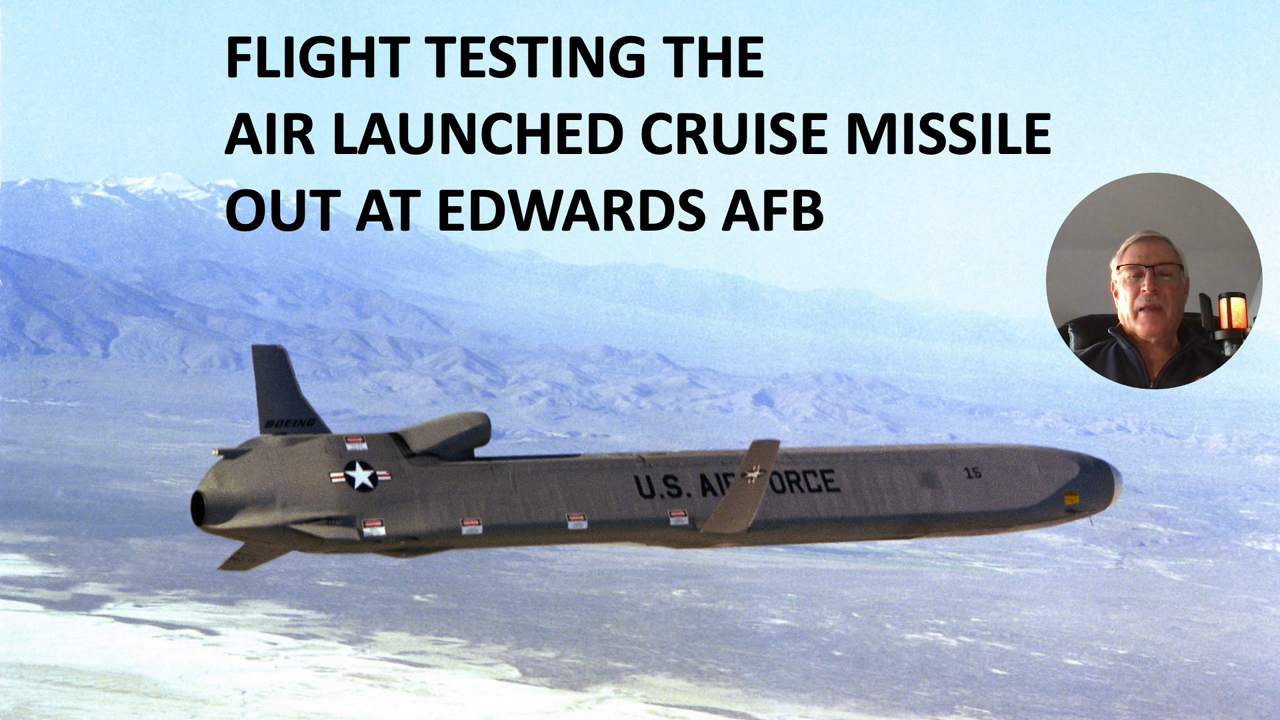 FLIGHT TESTING THE
AIR LAUNCHED CRUISE MISSILE
OUT AT EDWARDS AFB
BOEING
U.S. AIR FORCE
15